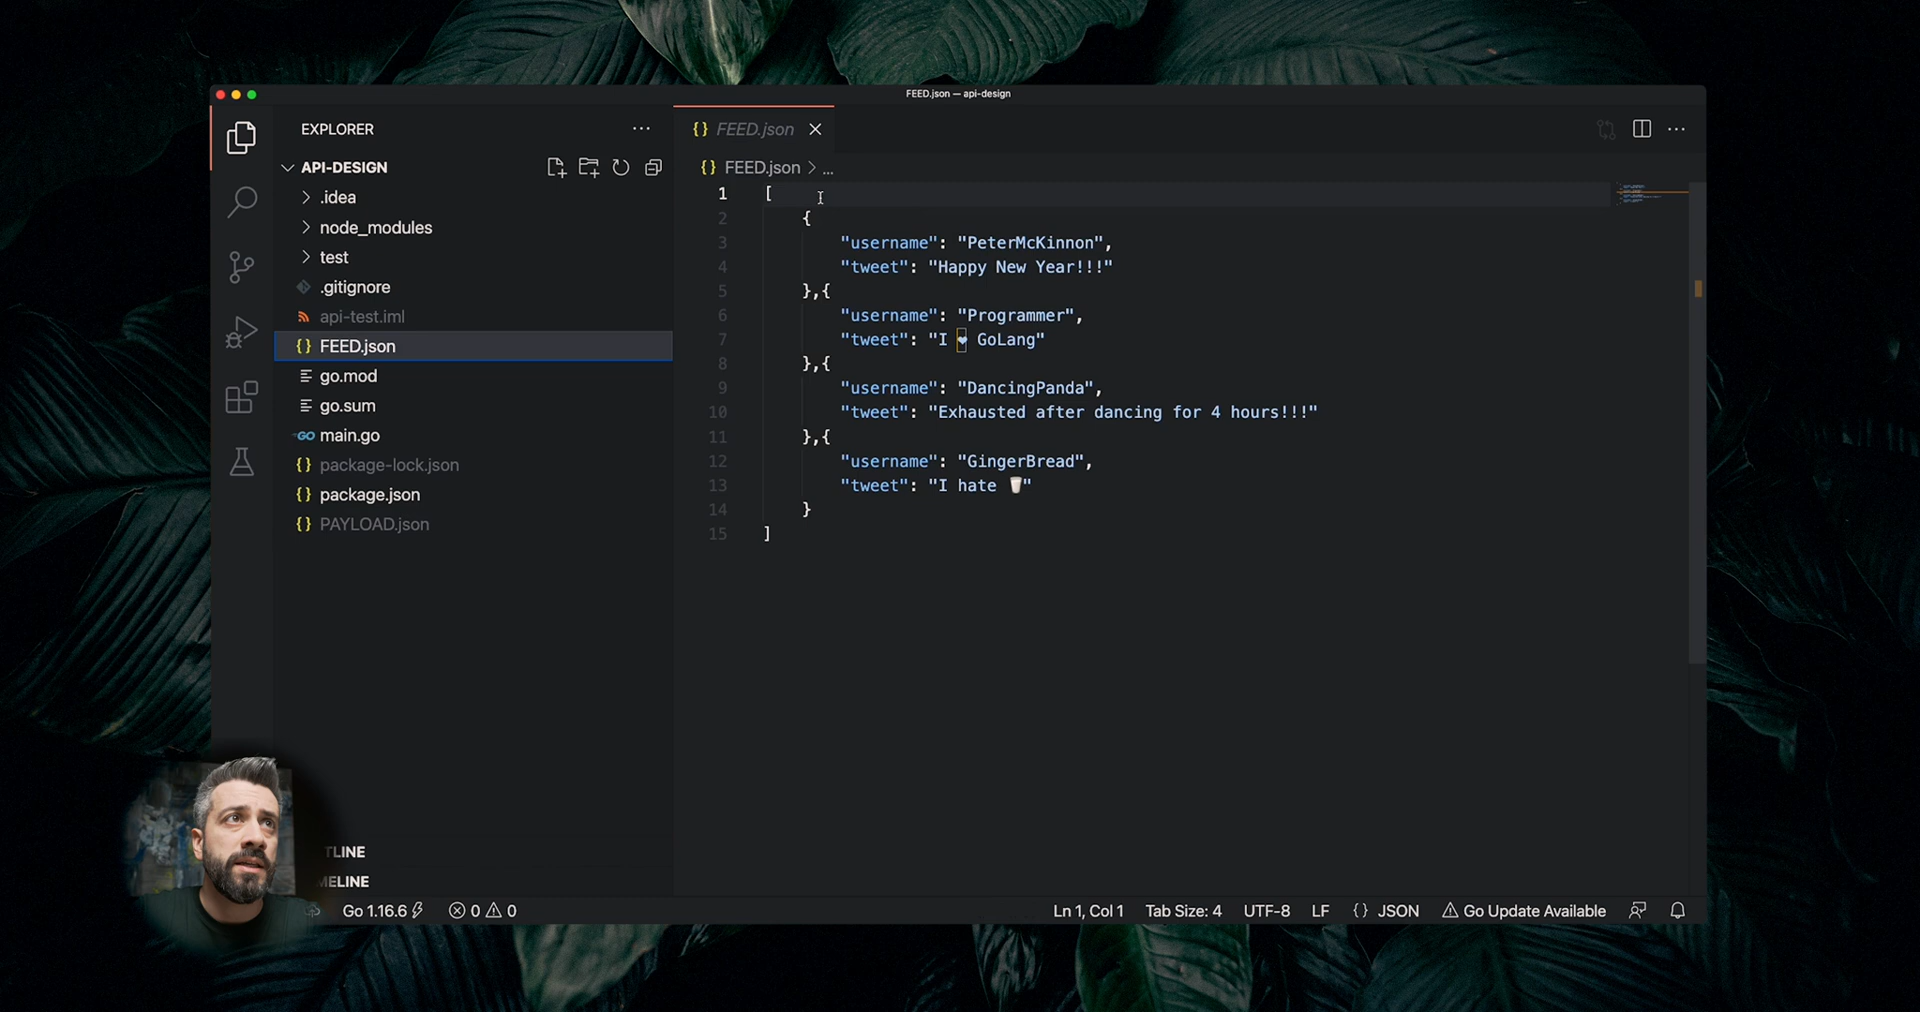 FEED.json — api-design
EXPLORER
API-DESIGN
.idea
node_modules
test
.gitignore
api-test.iml
{} FEED.json
go.mod
go.sum
GO main.go
{} package-lock.json
{} package.json
{} PAYLOAD.json
TLINE
MELINE
{} FEED.json
{} FEED.json > ...
1 [
2 {
3 "username": "PeterMcKinnon",
4 "tweet": "Happy New Year!!!"
5 },{
6 "username": "Programmer",
7 "tweet": "I ❤ GoLang"
8 },{
9 "username": "DancingPanda",
10 "tweet": "Exhausted after dancing for 4 hours!!!"
11 },{
12 "username": "GingerBread",
13 "tweet": "I hate 🥛"
14 }
15 ]
Go 1.16.6 0 0 Ln 1, Col 1 Tab Size: 4 UTF-8 LF {} JSON Go Update Available